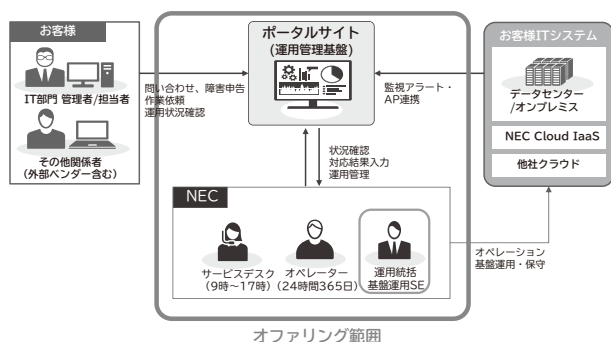 お客様
IT部門 管理者/担当者
その他関係者
(外部ベンダー含む)
問い合わせ、障害申告
作業依頼
運用状況確認
ポータルサイト
(運用管理基盤)
監視アラート・
AP連携
お客様ITシステム
データセンター
/オンプレミス
NEC Cloud IaaS
他社クラウド
状況確認
対応結果入力
運用管理
NEC
サービスデスク
(9時～17時)
オペレーター
(24時間365日)
運用統括
基盤運用SE
オペレーション
基盤運用・保守
オファリング範囲